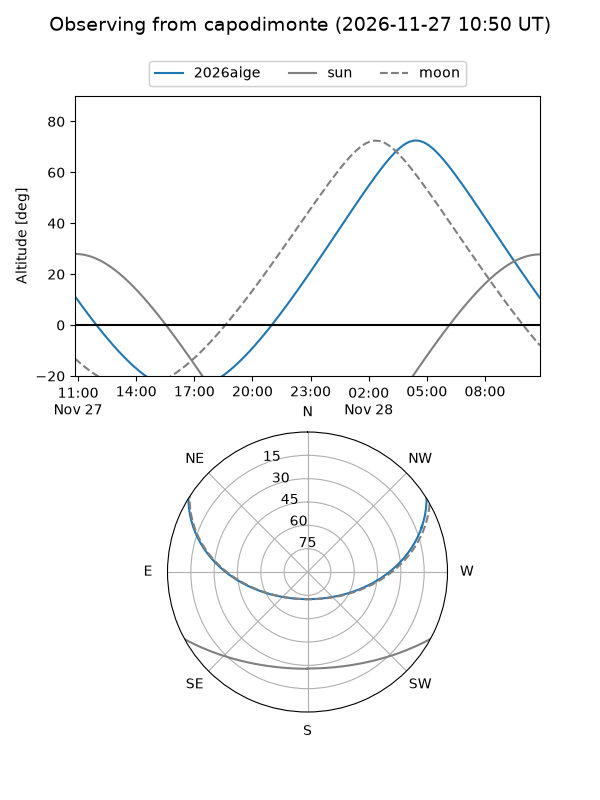 Observing from capodimonte (2026-11-27 10:50 UT)
2026aige sun moon
Altitude [deg]
80
60
40
20
0
−20
11:00 14:00 17:00 20:00 23:00 02:00 05:00 08:00
Nov 27 Nov 28
N
NE NW
15
30
45
60
75
E W
SE SW
S